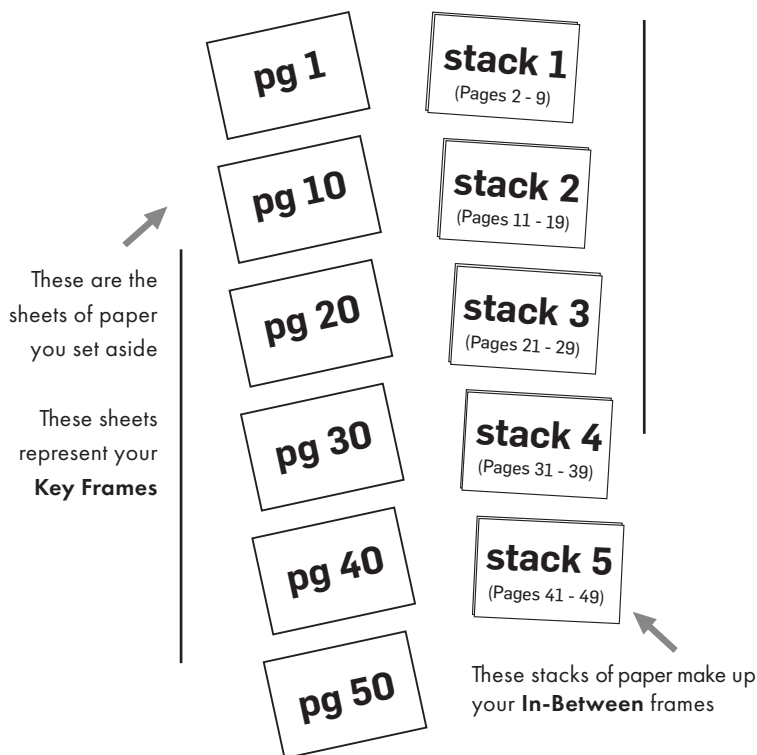 pg 1
stack 1
(Pages 2 - 9)
pg 10
stack 2
(Pages 11 - 19)
These are the
sheets of paper
you set aside
pg 20
stack 3
(Pages 21 - 29)
These sheets
represent your
Key Frames
pg 30
stack 4
(Pages 31 - 39)
pg 40
stack 5
(Pages 41 - 49)
pg 50
These stacks of paper make up
your In-Between frames